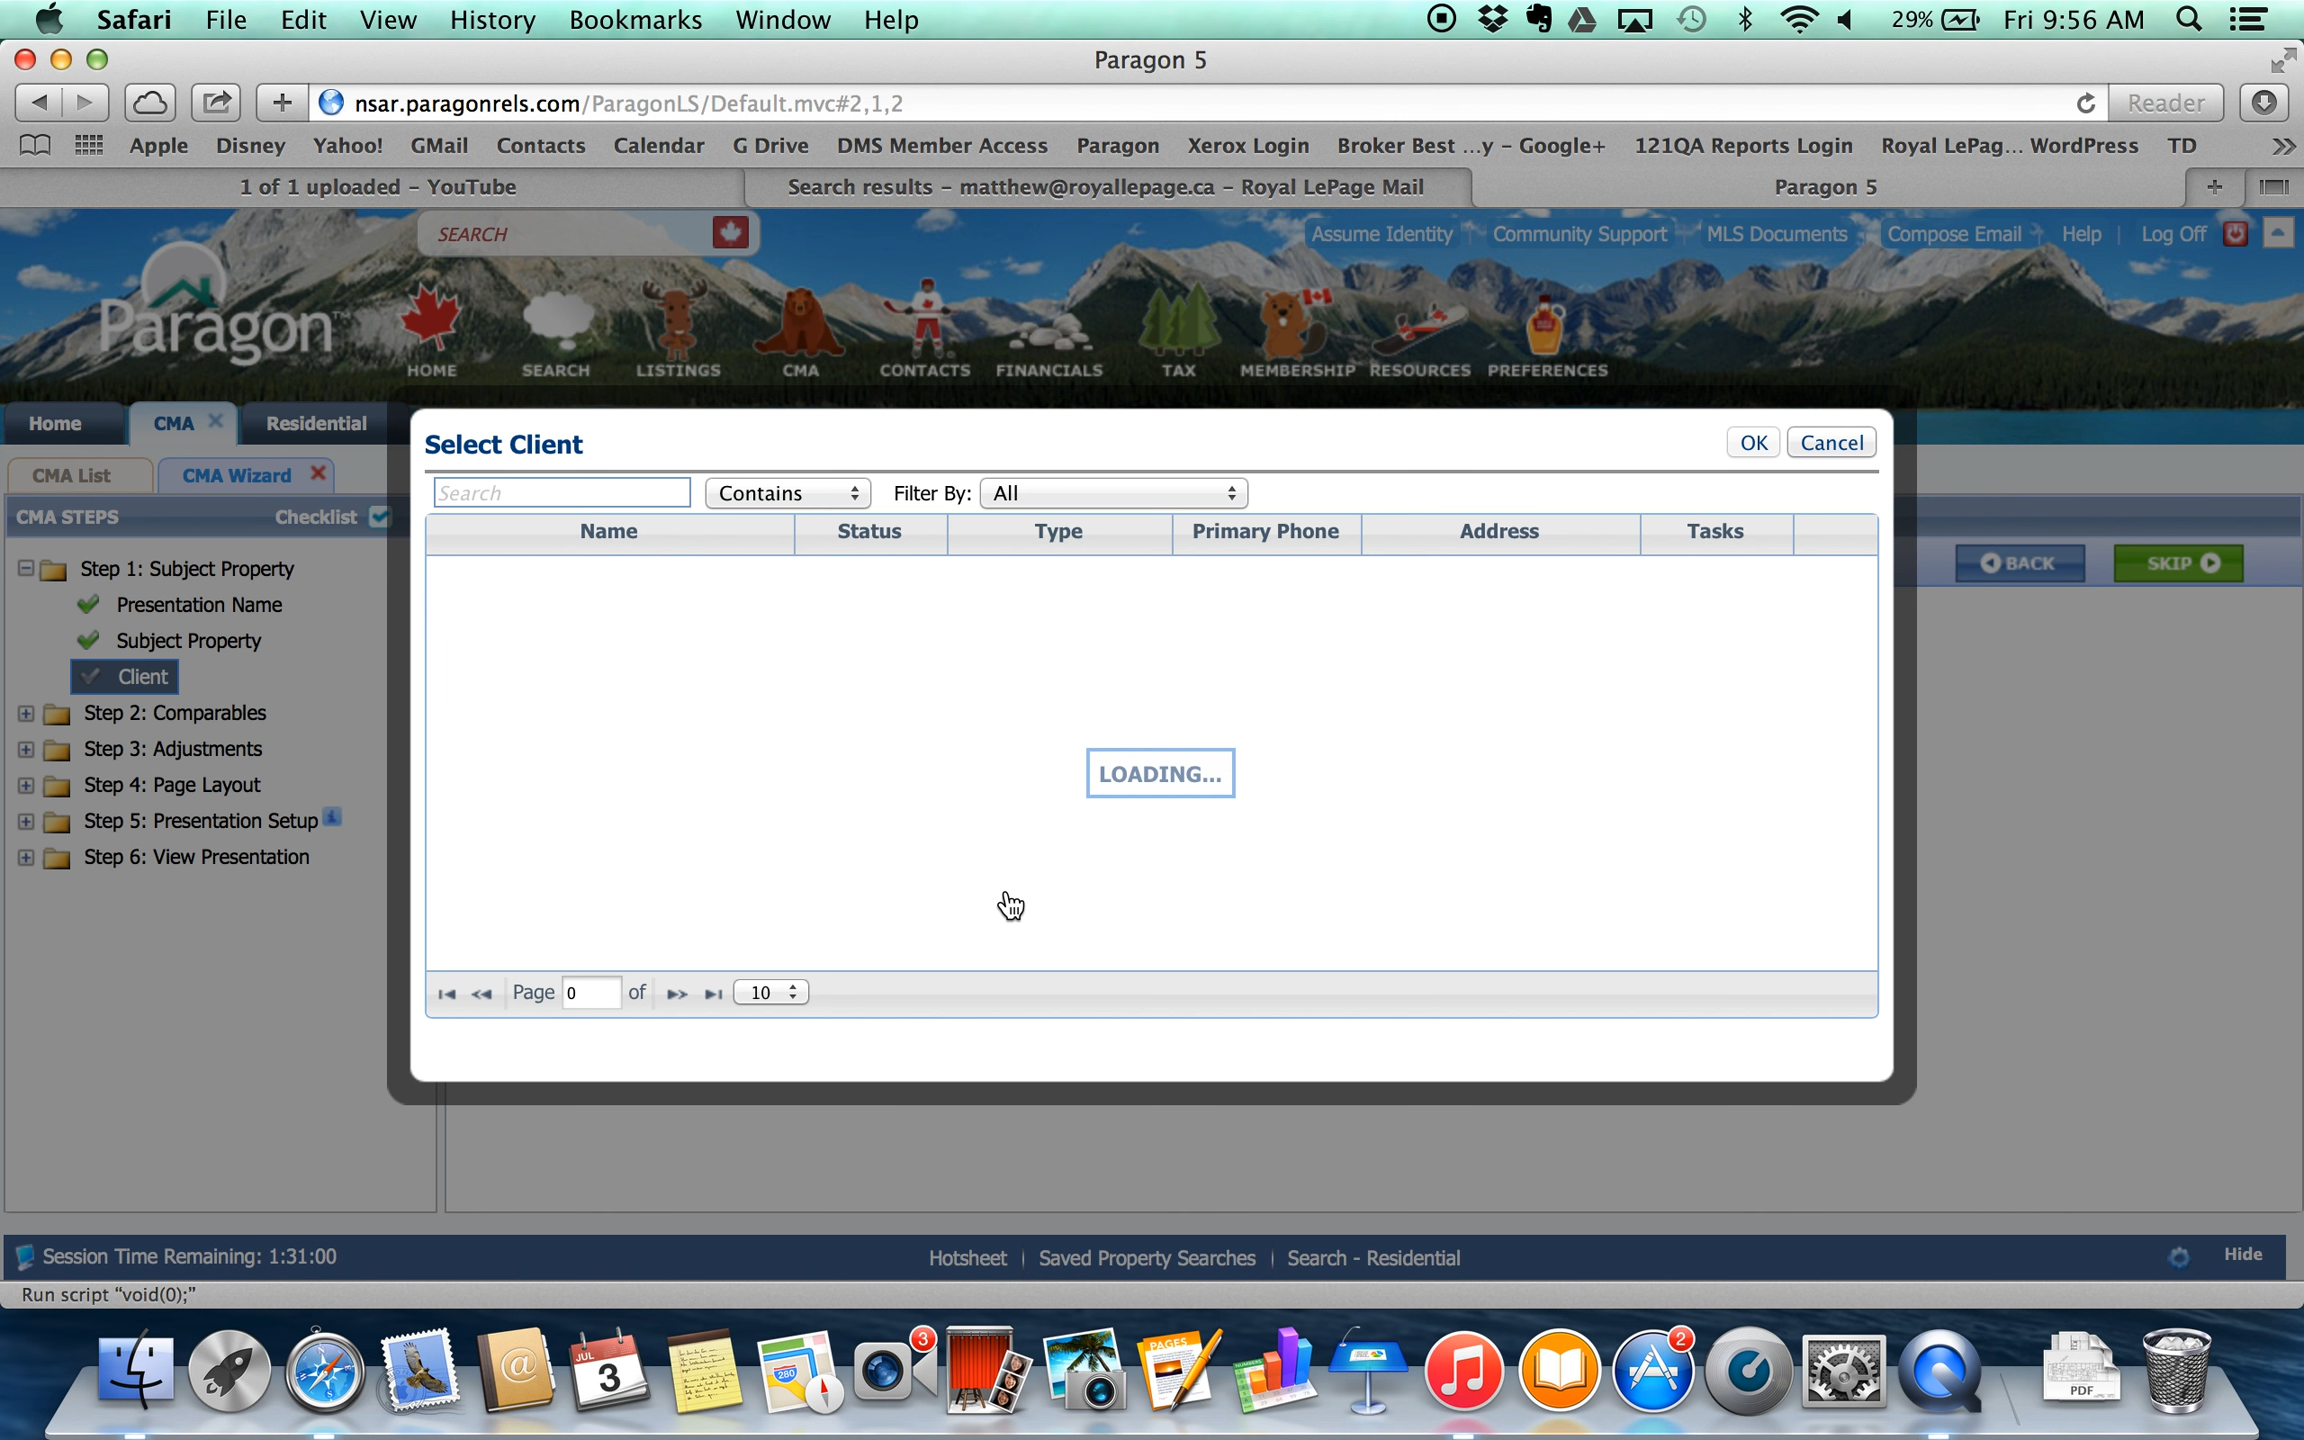 Safari File Edit View History Bookmarks Window Help 29% Fri 9:56 AM
Paragon 5
nsar.paragonrels.com/ParagonLS/Default.mvc#2,1,2 Reader
Apple Disney Yahoo! GMail Contacts Calendar G Drive DMS Member Access Paragon Xerox Login Broker Best ...y – Google+ 121QA Reports Login Royal LePag... WordPress TD
1 of 1 uploaded – YouTube Search results – matthew@royallepage.ca – Royal LePage Mail Paragon 5
SEARCH Assume Identity Community Support MLS Documents Compose Email Help | Log Off
Paragon™
HOME SEARCH LISTINGS CMA CONTACTS FINANCIALS TAX MEMBERSHIP RESOURCES PREFERENCES
Home CMA Residential
Select Client OK Cancel
CMA List CMA Wizard
Search Contains Filter By: All
CMA STEPS Checklist
Name Status Type Primary Phone Address Tasks
BACK SKIP
Step 1: Subject Property
Presentation Name
Subject Property
Client
Step 2: Comparables
Step 3: Adjustments
LOADING...
Step 4: Page Layout
Step 5: Presentation Setup
Step 6: View Presentation
Page 0 of 10
Session Time Remaining: 1:31:00 Hotsheet | Saved Property Searches | Search - Residential Hide
Run script “void(0);”
JUL
3
280
3
PAGES
NUMBERS
2
PDF